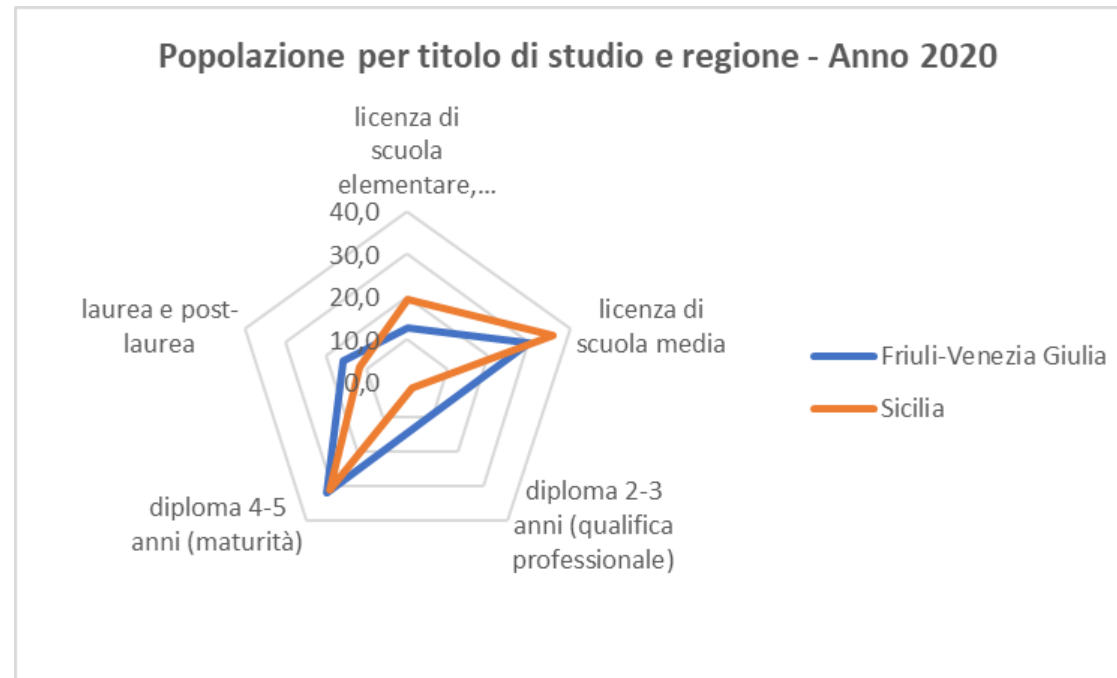 Popolazione per titolo di studio e regione - Anno 2020
licenza di
scuola
elementare,...
40,0
30,0
20,0
10,0
0,0
licenza di
scuola media
diploma 2-3
anni (qualifica
professionale)
diploma 4-5
anni (maturità)
laurea e post-
laurea
Friuli-Venezia Giulia
Sicilia